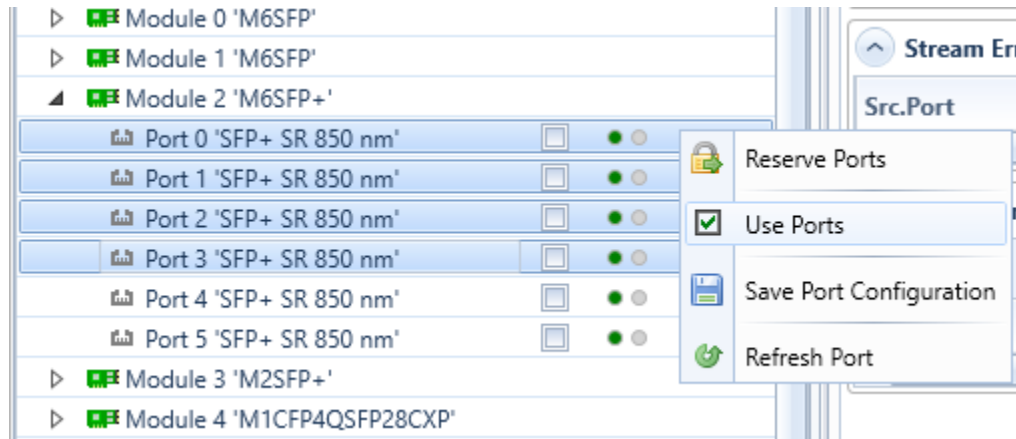 Module 0 'M6SFP'
Module 1 'M6SFP'
Module 2 'M6SFP+'
Port 0 'SFP+ SR 850 nm'
Port 1 'SFP+ SR 850 nm'
Port 2 'SFP+ SR 850 nm'
Port 3 'SFP+ SR 850 nm'
Port 4 'SFP+ SR 850 nm'
Port 5 'SFP+ SR 850 nm'
Module 3 'M2SFP+'
Module 4 'M1CFP4QSFP28CXP'
Reserve Ports
Use Ports
Save Port Configuration
Refresh Port
Stream Err
Src.Port